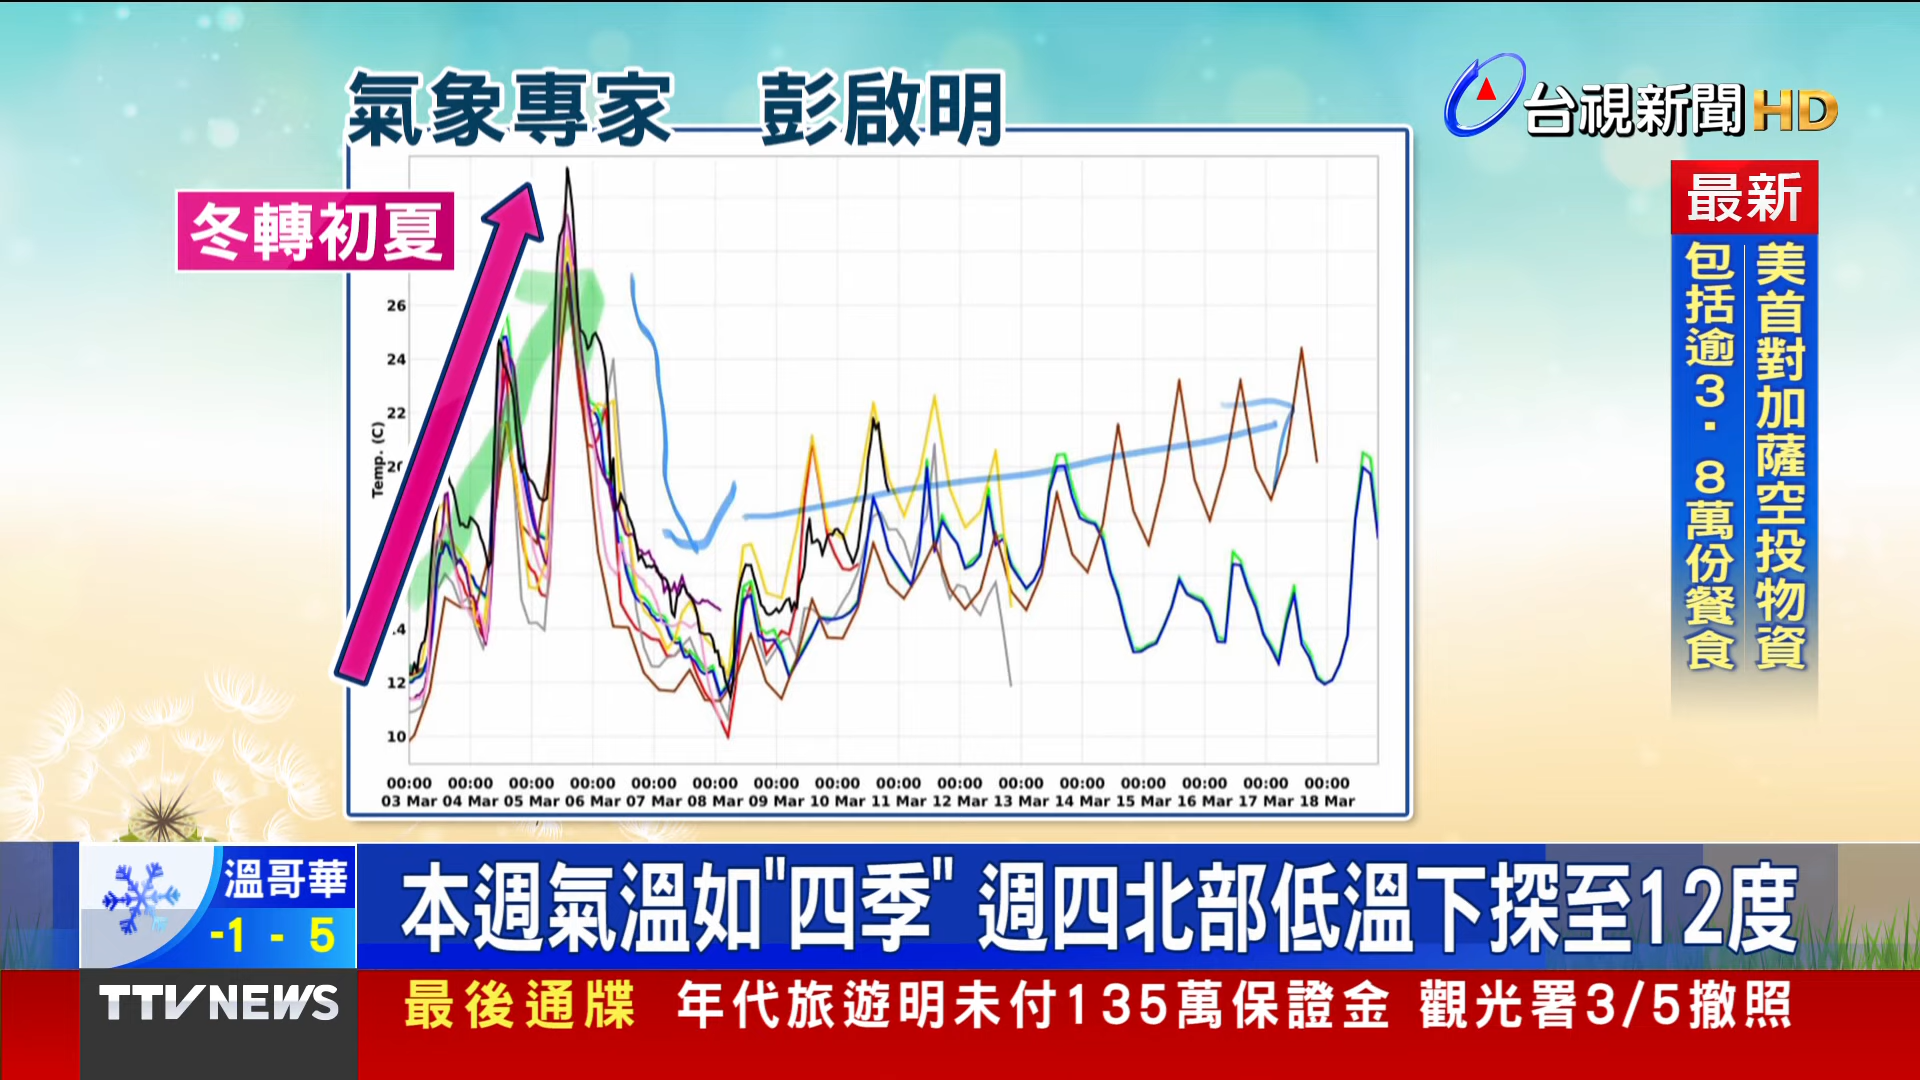 氣象專家 彭啟明
台視新聞HD
最新
美首對加薩空投物資
包括逾3.8萬份餐食
冬轉初夏
Temp. (C)
26
24
22
20
.4
12
10
00:00 00:00 00:00 00:00 00:00 00:00 00:00 00:00 00:00 00:00 00:00 00:00 00:00 00:00 00:00 00:00
03 Mar 04 Mar 05 Mar 06 Mar 07 Mar 08 Mar 09 Mar 10 Mar 11 Mar 12 Mar 13 Mar 14 Mar 15 Mar 16 Mar 17 Mar 18 Mar
溫哥華
-1 - 5
本週氣溫如"四季" 週四北部低溫下探至12度
TTV NEWS
最後通牒 年代旅遊明未付135萬保證金 觀光署3/5撤照